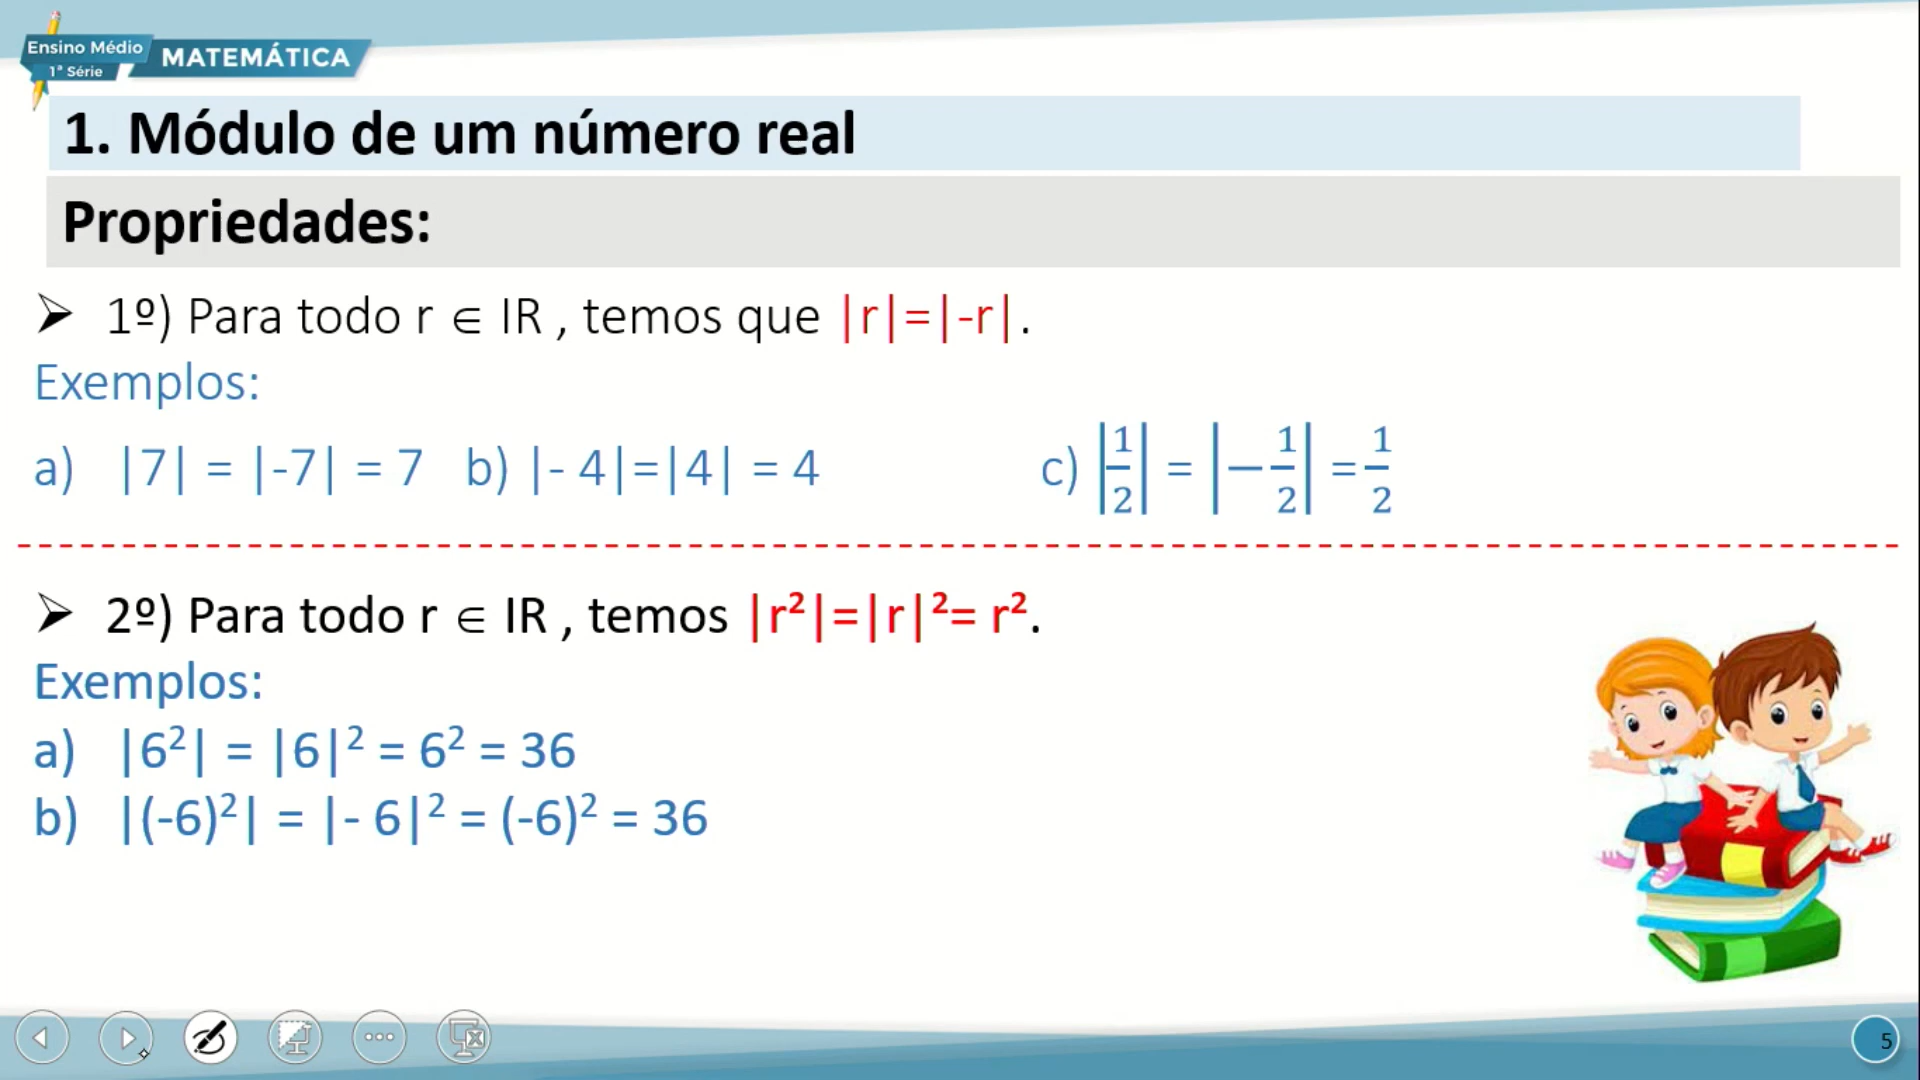 Ensino Médio
1ª Série
MATEMÁTICA
1. Módulo de um número real
Propriedades:
➢ 1º) Para todo r ∈ IR , temos que |r|=|-r|.
Exemplos:
a) |7| = |-7| = 7 b) |- 4|=|4| = 4 c) |1/2| = |−1/2| = 1/2
➢ 2º) Para todo r ∈ IR , temos |r²|=|r|²= r².
Exemplos:
a) |6²| = |6|² = 6² = 36
b) |(-6)²| = |- 6|² = (-6)² = 36
5